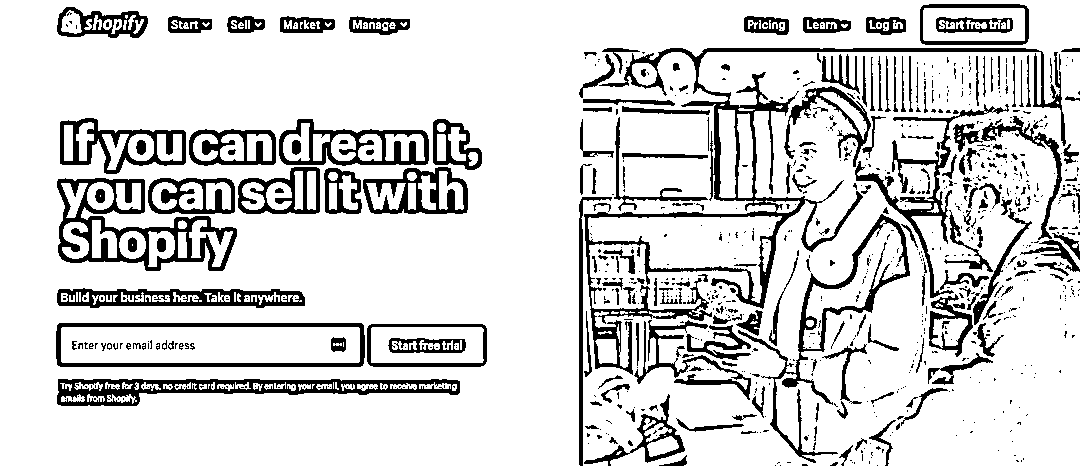 shopify Start Sell Market Manage Pricing Learn Log in Start free trial
If you can dream it,
you can sell it with
Shopify
Build your business here. Take it anywhere.
Enter your email address Start free trial
Try Shopify free for 3 days, no credit card required. By entering your email, you agree to receive marketing
emails from Shopify.